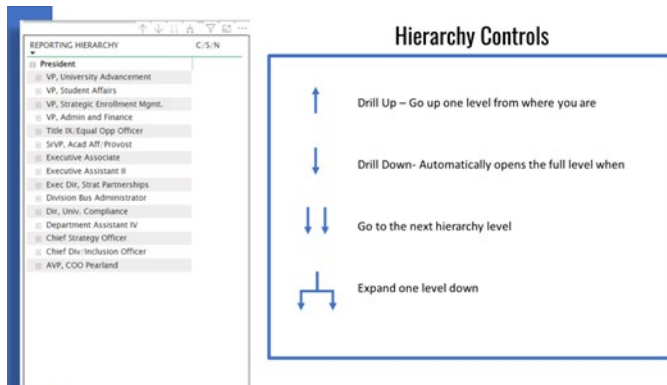 REPORTING HIERARCHY C/S/N
President
VP, University Advancement
VP, Student Affairs
VP, Strategic Enrollment Mgmt.
VP, Admin and Finance
Title IX/Equal Opp Officer
SrVP, Acad Aff/Provost
Executive Associate
Executive Assistant II
Exec Dir, Strat Partnerships
Division Bus Administrator
Dir, Univ. Compliance
Department Assistant IV
Chief Strategy Officer
Chief Div/Inclusion Officer
AVP, COO Pearland
Hierarchy Controls
Drill Up – Go up one level from where you are
Drill Down- Automatically opens the full level when
Go to the next hierarchy level
Expand one level down